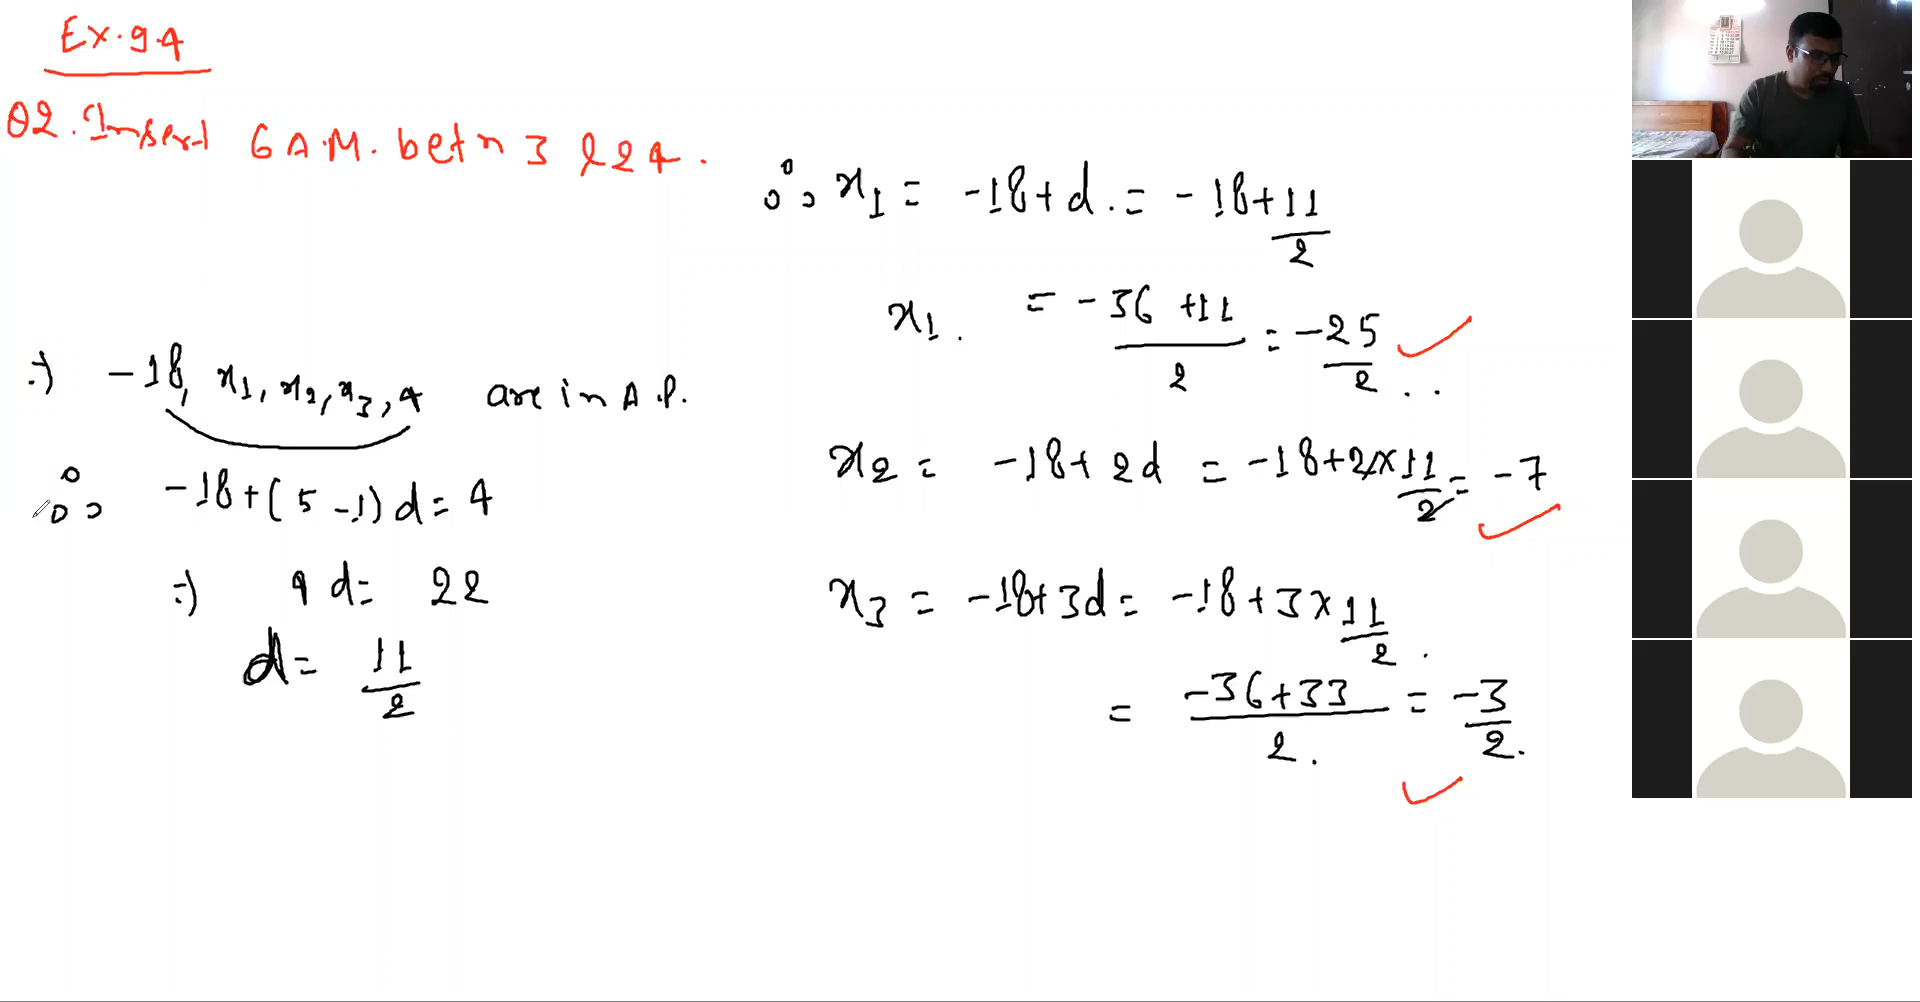 Ex. 9.4
Q2. Insert 6 A.M. betn 3 & 24.
⇒ -18, x1, x2, x3, 4 are in A.P.
∴ -18+(5-1)d=4
⇒ 4d= 22
d= 11/2
∴ x1 = -18+d. = -18+11/2
x1. = -36+11/2 = -25/2 ..
x2 = -18+2d = -18+2×11/2 = -7
x3 = -18+3d = -18+3×11/2.
= -36+33/2. = -3/2.